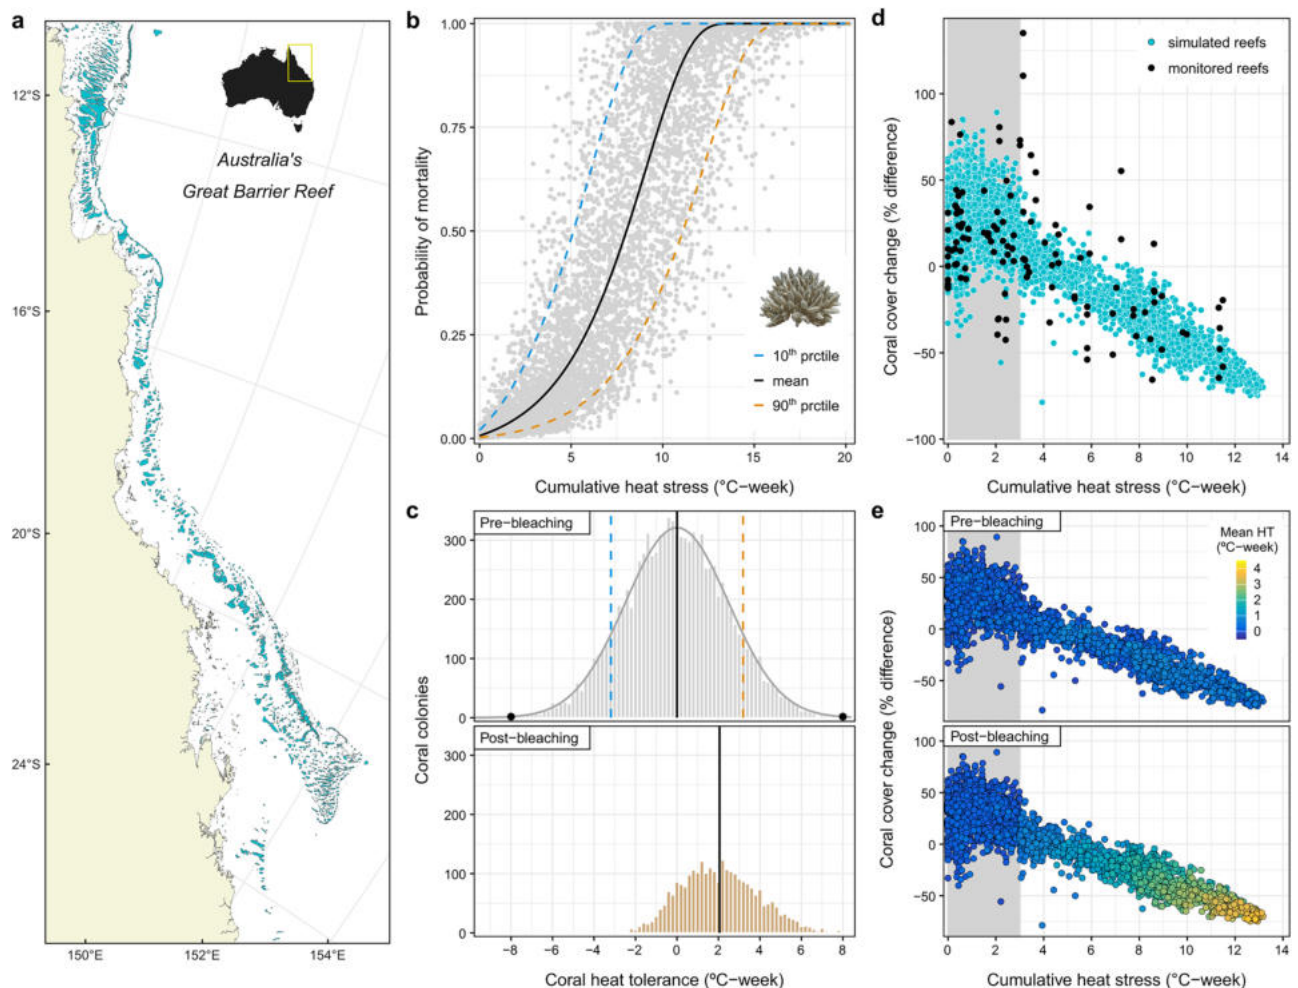 a
12°S
16°S
20°S
24°S
150°E
152°E
154°E
Australia's
Great Barrier Reef
b
Probability of mortality
1.00
0.75
0.50
0.25
0.00
0
5
10
15
20
Cumulative heat stress (°C−week)
10th prctile
mean
90th prctile
c
Pre−bleaching
Coral colonies
300
200
100
0
Post−bleaching
300
200
100
0
−8
−6
−4
−2
0
2
4
6
8
Coral heat tolerance (ºC−week)
d
simulated reefs
monitored reefs
Coral cover change (% difference)
100
50
0
−50
−100
0
2
4
6
8
10
12
14
Cumulative heat stress (°C−week)
e
Pre−bleaching
Mean HT
(ºC−week)
4
3
2
1
0
Coral cover change (% difference)
100
50
0
−50
Post−bleaching
100
50
0
−50
0
2
4
6
8
10
12
14
Cumulative heat stress (°C−week)